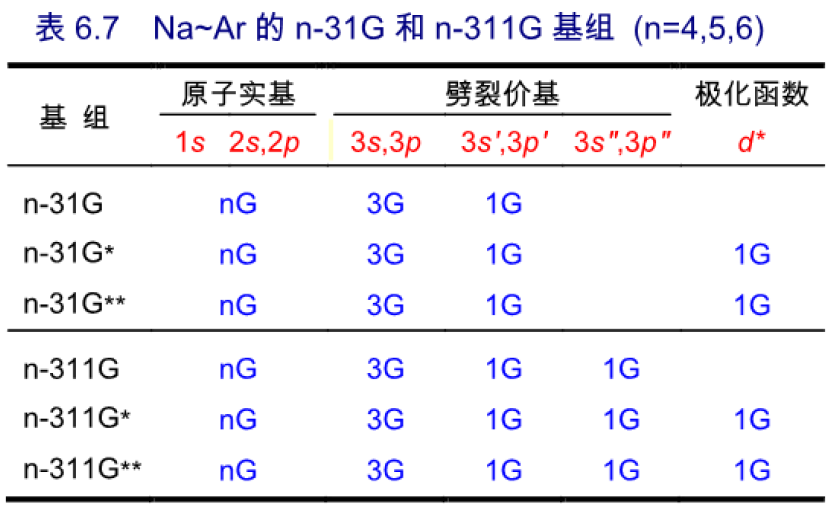 表 6.7 Na~Ar 的 n-31G 和 n-311G 基组 (n=4,5,6)
基 组 原子实基 劈裂价基 极化函数
1s 2s,2p 3s,3p 3s′,3p′ 3s″,3p″ d*
n-31G nG 3G 1G
n-31G* nG 3G 1G 1G
n-31G** nG 3G 1G 1G
n-311G nG 3G 1G 1G
n-311G* nG 3G 1G 1G 1G
n-311G** nG 3G 1G 1G 1G